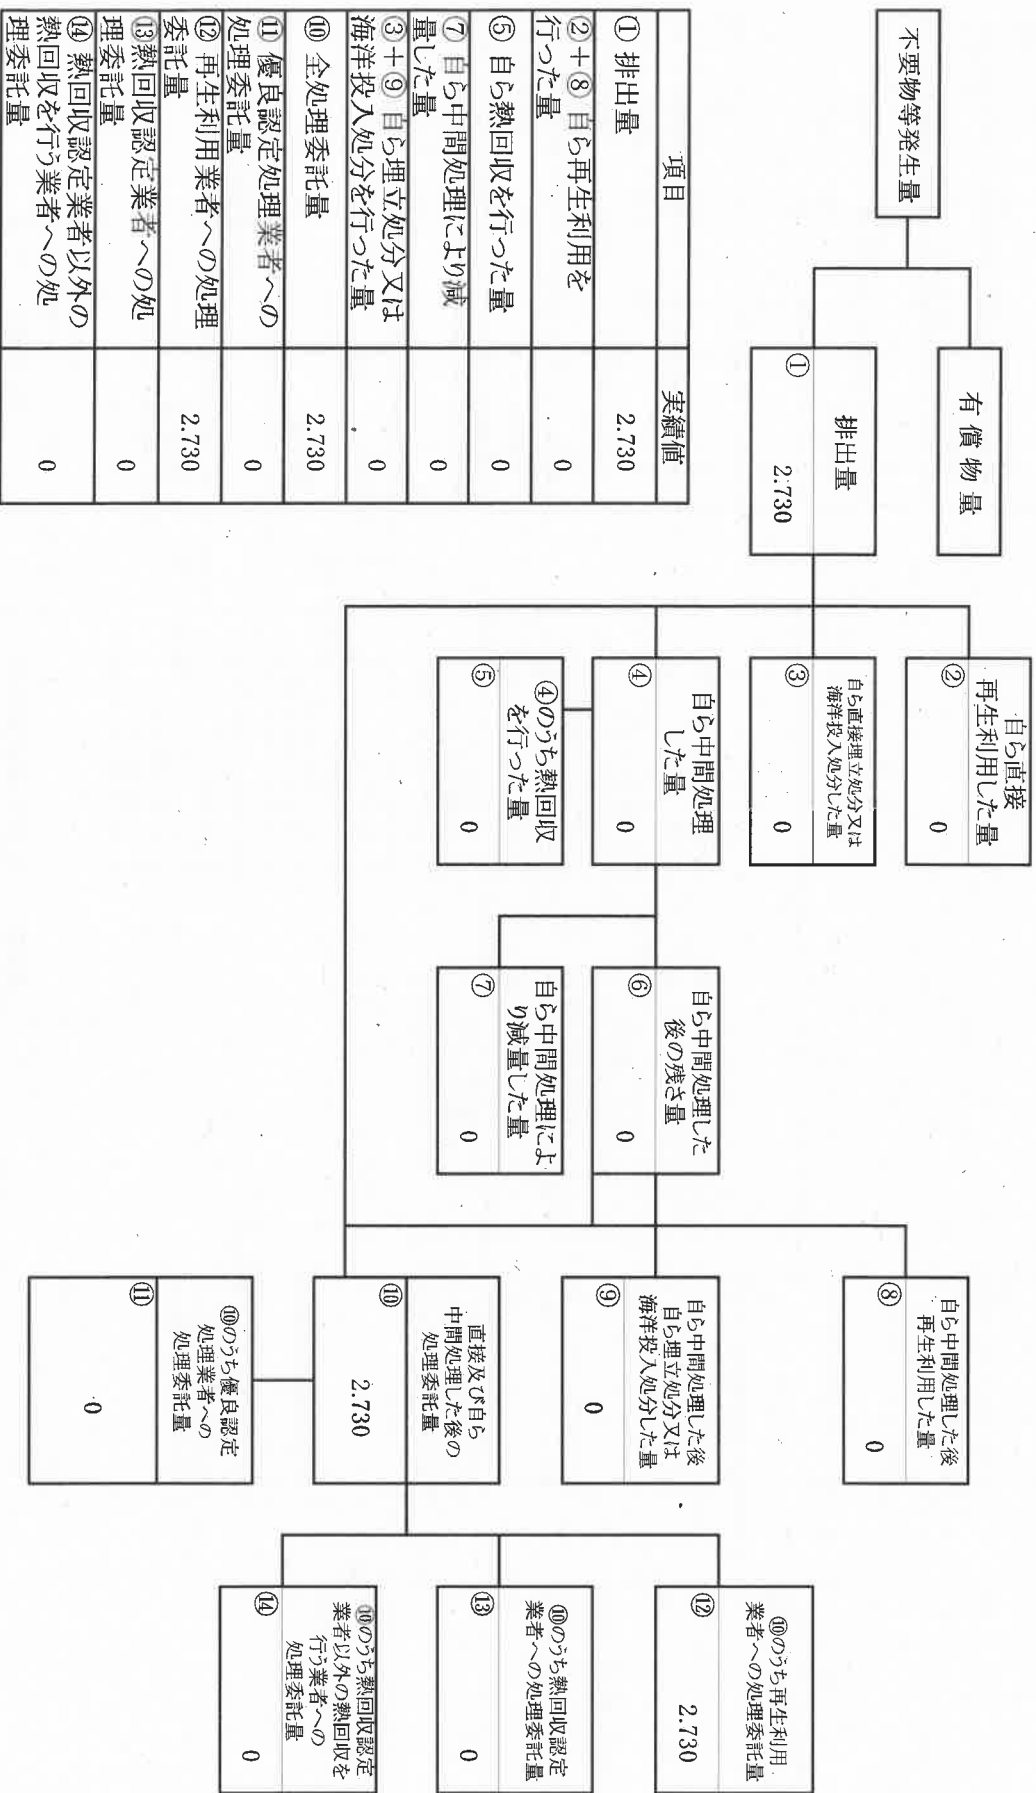 不要物等発生量
有償物量
排出量
①
2.730
自ら直接
再生利用した量
②
0
自ら直接埋立処分又は
海洋投入処分した量
③
0
自ら中間処理
した量
④
0
④のうち熱回収
を行った量
⑤
0
自ら中間処理した
後の残さ量
⑥
0
自ら中間処理によ
り減量した量
⑦
0
自ら中間処理した後
再生利用した量
⑧
0
自ら中間処理した後
自ら埋立処分又は
海洋投入処分した量
⑨
0
直接及び自ら
中間処理した後の
処理委託量
⑩
2.730
⑩のうち優良認定
処理業者への
処理委託量
⑪
0
⑩のうち再生利用
業者への処理委託量
⑫
2.730
⑩のうち熱回収認定
業者への処理委託量
⑬
0
⑩のうち熱回収認定
業者以外の熱回収を
行う業者への
処理委託量
⑭
0
項目 実績値
① 排出量 2.730
②+⑧ 自ら再生利用を
行った量 0
⑤ 自ら熱回収を行った量 0
⑦ 自ら中間処理により減
量した量 0
③+⑨ 自ら埋立処分又は
海洋投入処分を行った量 0
⑩ 全処理委託量 2.730
⑪ 優良認定処理業者への
処理委託量 0
⑫ 再生利用業者への処理
委託量 2.730
⑬熱回収認定業者への処
理委託量 0
⑭ 熱回収認定業者以外の
熱回収を行う業者への処
理委託量 0